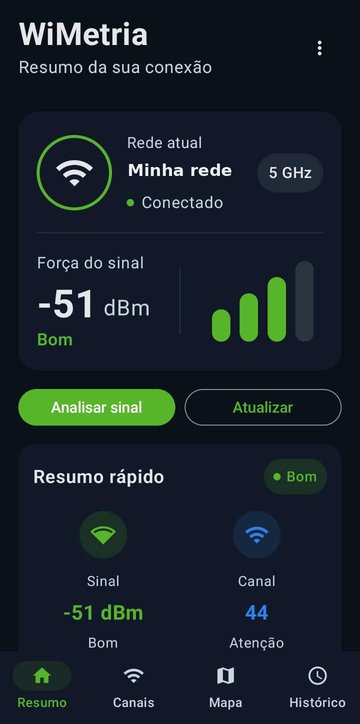 WiMetria
Resumo da sua conexão
Rede atual
Minha rede
5 GHz
Conectado
Força do sinal
-51 dBm
Bom
Analisar sinal
Atualizar
Resumo rápido
Bom
Sinal
Canal
-51 dBm
44
Bom
Atenção
Resumo
Canais
Mapa
Histórico